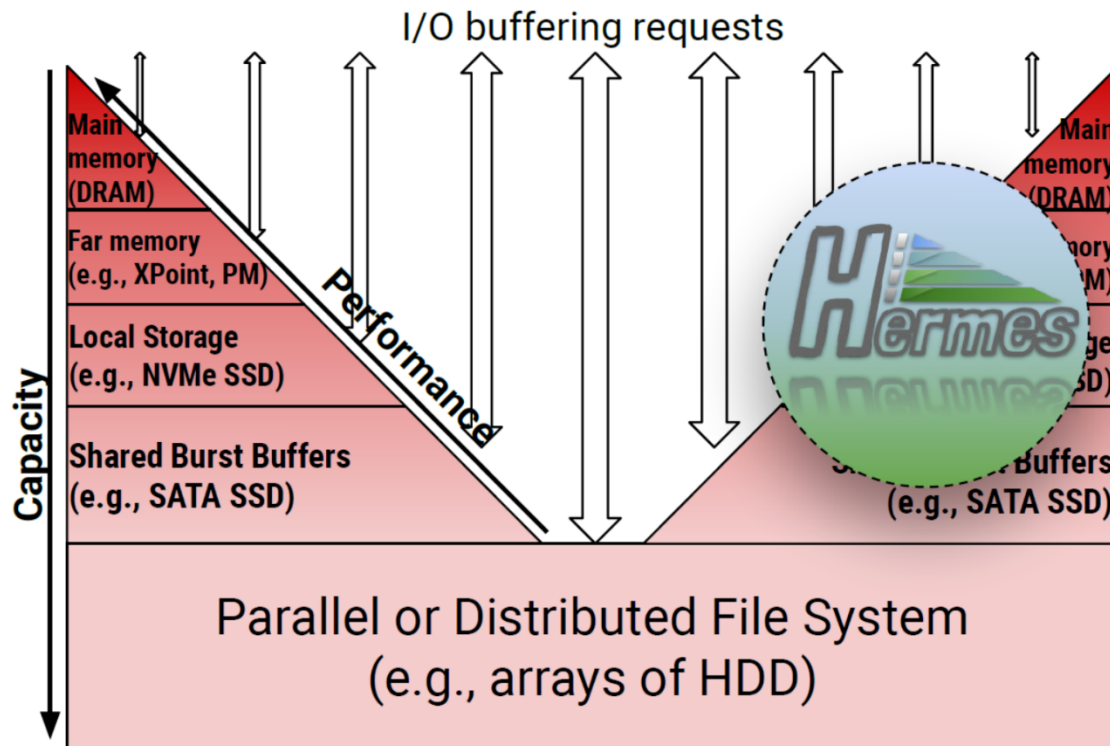 I/O buffering requests
Main
memory
(DRAM)
Far memory
(e.g., XPoint, PM)
Local Storage
(e.g., NVMe SSD)
Shared Burst Buffers
(e.g., SATA SSD)
Capacity
Performance
Main
memory
(DRAM)
Hermes
Buffers
(e.g., SATA SSD)
Parallel or Distributed File System
(e.g., arrays of HDD)